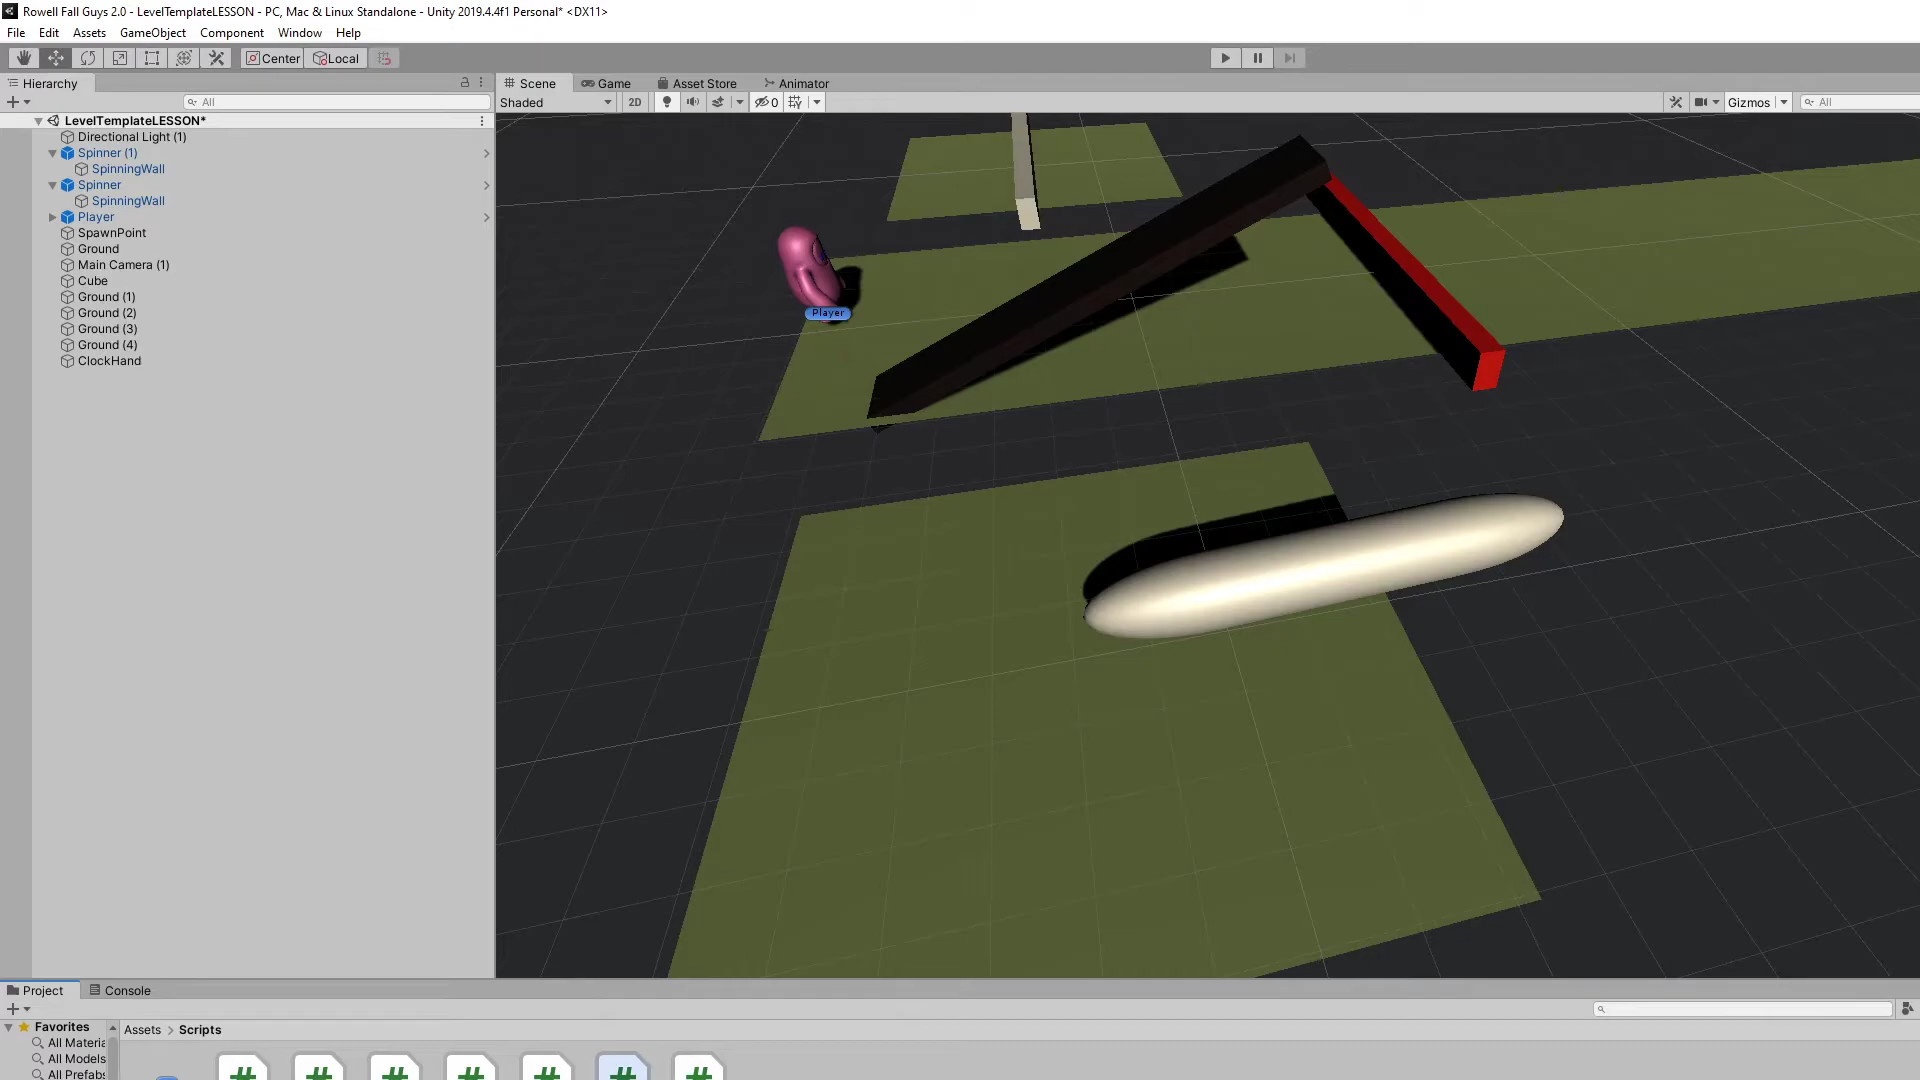 Rowell Fall Guys 2.0 - LevelTemplateLESSON - PC, Mac & Linux Standalone - Unity 2019.4.4f1 Personal* <DX11>
File Edit Assets GameObject Component Window Help
Center Local
Hierarchy
Scene Game Asset Store Animator
All
Shaded 2D 0 Gizmos All
LevelTemplateLESSON*
Directional Light (1)
Spinner (1)
SpinningWall
Spinner
SpinningWall
Player
SpawnPoint
Ground
Main Camera (1)
Cube
Ground (1)
Ground (2)
Ground (3)
Ground (4)
ClockHand
Player
Project Console
Favorites
All Materia
All Models
All Prefabs
Assets > Scripts
# # # # # # #